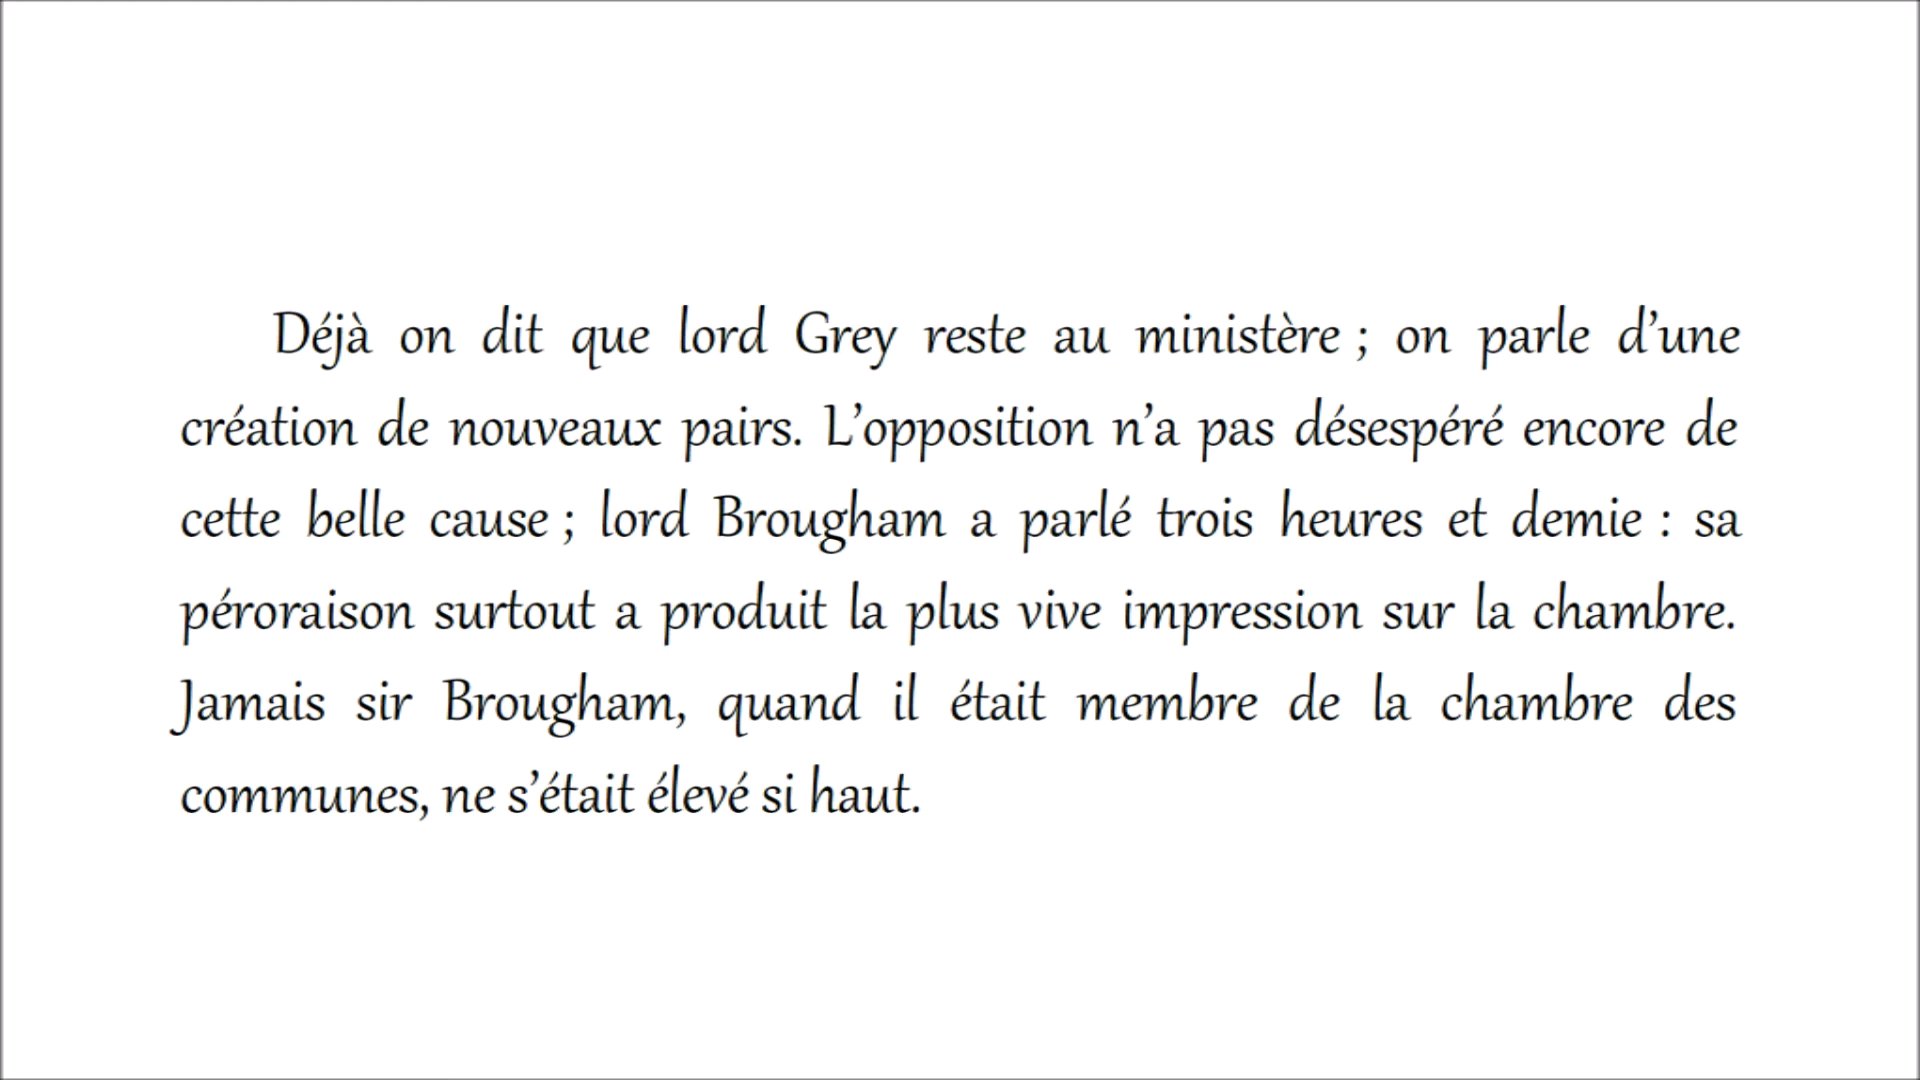 Déjà on dit que lord Grey reste au ministère ; on parle d’une
création de nouveaux pairs. L’opposition n’a pas désespéré encore de
cette belle cause ; lord Brougham a parlé trois heures et demie : sa
péroraison surtout a produit la plus vive impression sur la chambre.
Jamais sir Brougham, quand il était membre de la chambre des
communes, ne s’était élevé si haut.